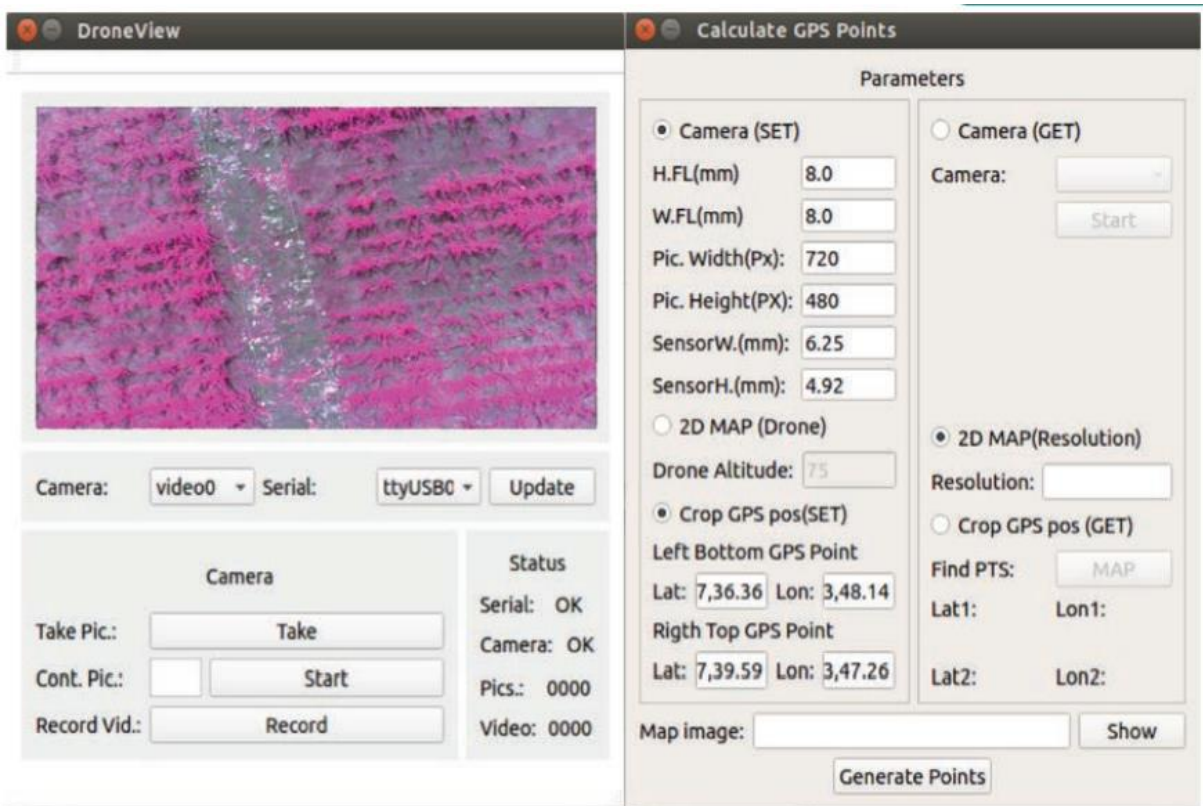 DroneView
Camera: video0 Serial: ttyUSB0 Update
Camera
Take Pic.: Take
Cont. Pic.: Start
Record Vid.: Record
Status
Serial: OK
Camera: OK
Pics.: 0000
Video: 0000
Calculate GPS Points
Parameters
Camera (SET)
H.FL(mm) 8.0
W.FL(mm) 8.0
Pic. Width(Px): 720
Pic. Height(PX): 480
SensorW.(mm): 6.25
SensorH.(mm): 4.92
2D MAP (Drone)
Drone Altitude: 75
Crop GPS pos(SET)
Left Bottom GPS Point
Lat: 7,36.36 Lon: 3,48.14
Rigth Top GPS Point
Lat: 7,39.59 Lon: 3,47.26
Camera (GET)
Camera:
Start
2D MAP(Resolution)
Resolution:
Crop GPS pos (GET)
Find PTS: MAP
Lat1: Lon1:
Lat2: Lon2:
Map image: Show
Generate Points